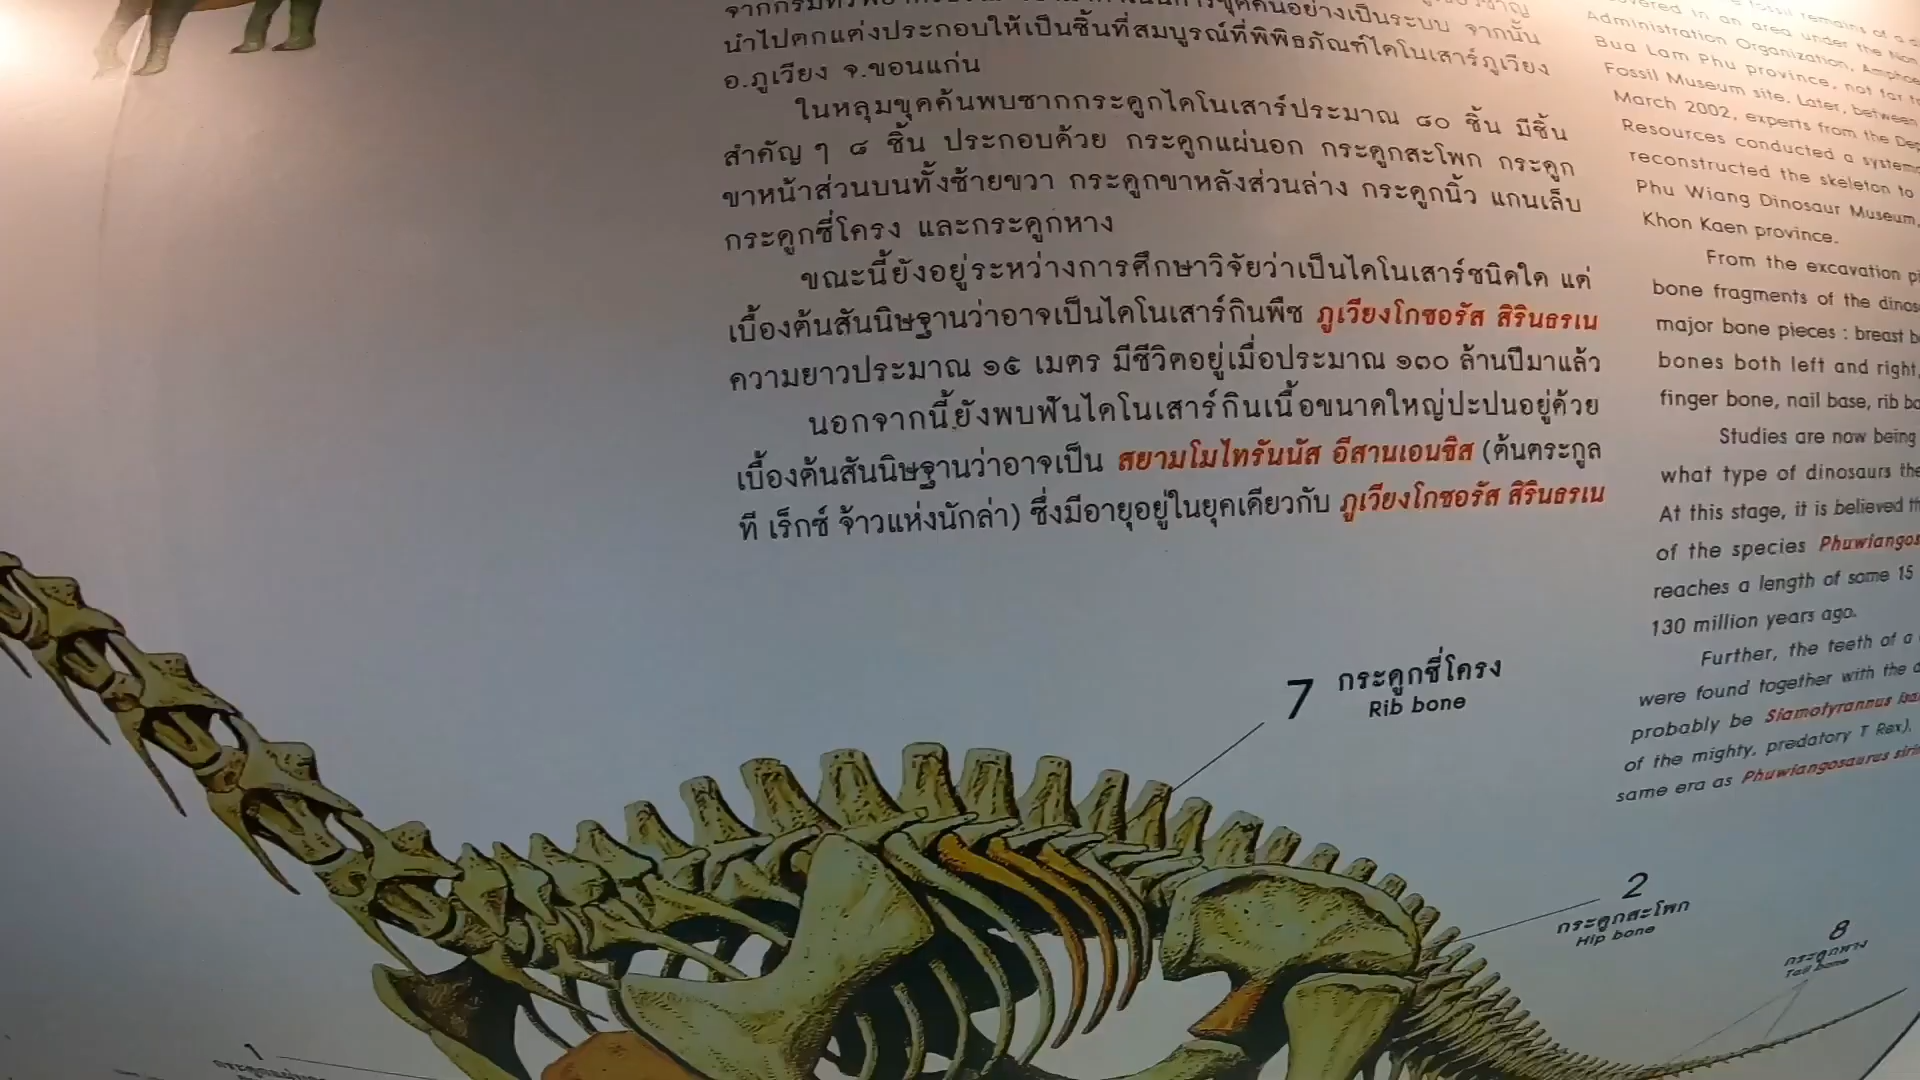 นำไปตกแต่งประกอบให้เป็นชิ้นที่สมบูรณ์ที่พิพิธภัณฑ์ไดโนเสาร์ภูเวียง
อ.ภูเวียง จ.ขอนแก่น
ในหลุมขุดค้นพบซากกระดูกไดโนเสาร์ประมาณ ๘๐ ชิ้น มีชิ้น
สำคัญๆ ๘ ชิ้น ประกอบด้วย กระดูกแผ่นอก กระดูกสะโพก กระดูก
ขาหน้าส่วนบนทั้งซ้ายขวา กระดูกขาหลังส่วนล่าง กระดูกนิ้ว แกนเล็บ
กระดูกซี่โครง และกระดูกหาง
ขณะนี้ยังอยู่ระหว่างการศึกษาวิจัยว่าเป็นไดโนเสาร์ชนิดใด แต่
เบื้องต้นสันนิษฐานว่าอาจเป็นไดโนเสาร์กินพืช ภูเวียงโกซอรัส สิรินธรเน
ความยาวประมาณ ๑๕ เมตร มีชีวิตอยู่เมื่อประมาณ ๑๓๐ ล้านปีมาแล้ว
นอกจากนี้ยังพบฟันไดโนเสาร์กินเนื้อขนาดใหญ่ปะปนอยู่ด้วย
เบื้องต้นสันนิษฐานว่าอาจเป็น สยามโมไทรันนัส อีสานเอนซิส (ต้นตระกูล
ที เร็กซ์ จ้าวแห่งนักล่า) ซึ่งมีอายุอยู่ในยุคเดียวกับ ภูเวียงโกซอรัส สิรินธรเน
fossil remains of a
in an area under the
Administration Organization,
Bua Lam Phu province, not far
Fossil Museum site. Later, between
March 2002, experts from the
Resources conducted a
reconstructed the skeleton to
Phu Wiang Dinosaur Museum,
Khon Kaen province.
From the excavation
bone fragments of the
major bone pieces : breast
bones both left and right,
finger bone, nail base, rib
Studies are now being
what type of dinosaurs
At this stage, it is believed
of the species
reaches a length of some 15
130 million years ago.
Further, the teeth of a
were found together with the
probably be Siamotyrannus
of the mighty, predatory T Rex),
same era as Phuwiangosaurus
7 กระดูกซี่โครง
Rib bone
2
กระดูกสะโพก
Hip bone
8
กระดูกหาง
Tail bone
1